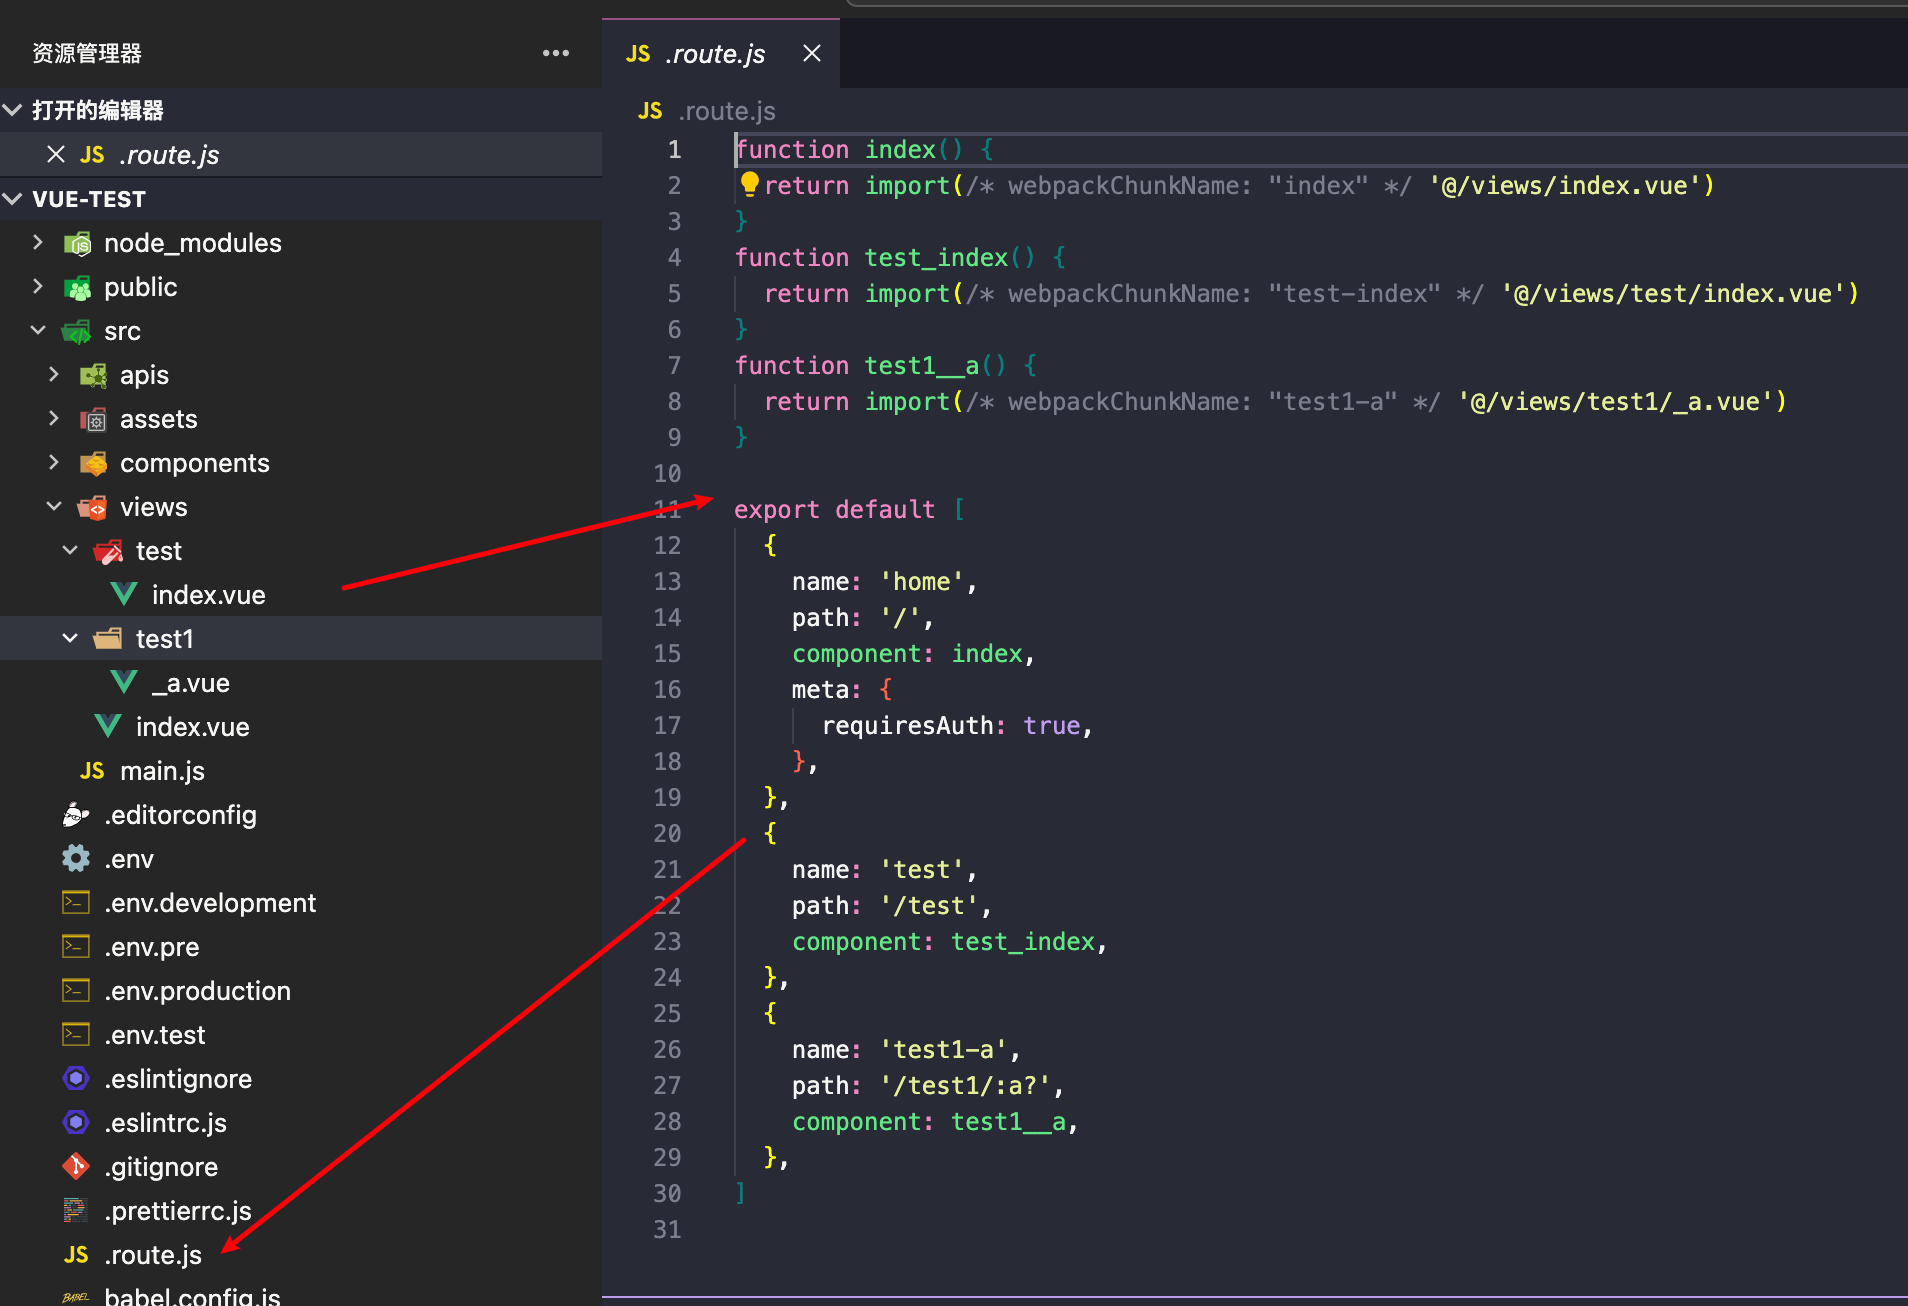 资源管理器
打开的编辑器
JS .route.js
VUE-TEST
node_modules
public
src
apis
assets
components
views
test
index.vue
test1
_a.vue
index.vue
JS main.js
.editorconfig
.env
.env.development
.env.pre
.env.production
.env.test
.eslintignore
.eslintrc.js
.gitignore
.prettierrc.js
JS .route.js
BABEL babel.config.js
JS .route.js
JS .route.js
1 function index() {
2 return import(/* webpackChunkName: "index" */ '@/views/index.vue')
3 }
4 function test_index() {
5 return import(/* webpackChunkName: "test-index" */ '@/views/test/index.vue')
6 }
7 function test1__a() {
8 return import(/* webpackChunkName: "test1-a" */ '@/views/test1/_a.vue')
9 }
10
11 export default [
12 {
13 name: 'home',
14 path: '/',
15 component: index,
16 meta: {
17 requiresAuth: true,
18 },
19 },
20 {
21 name: 'test',
22 path: '/test',
23 component: test_index,
24 },
25 {
26 name: 'test1-a',
27 path: '/test1/:a?',
28 component: test1__a,
29 },
30 ]
31